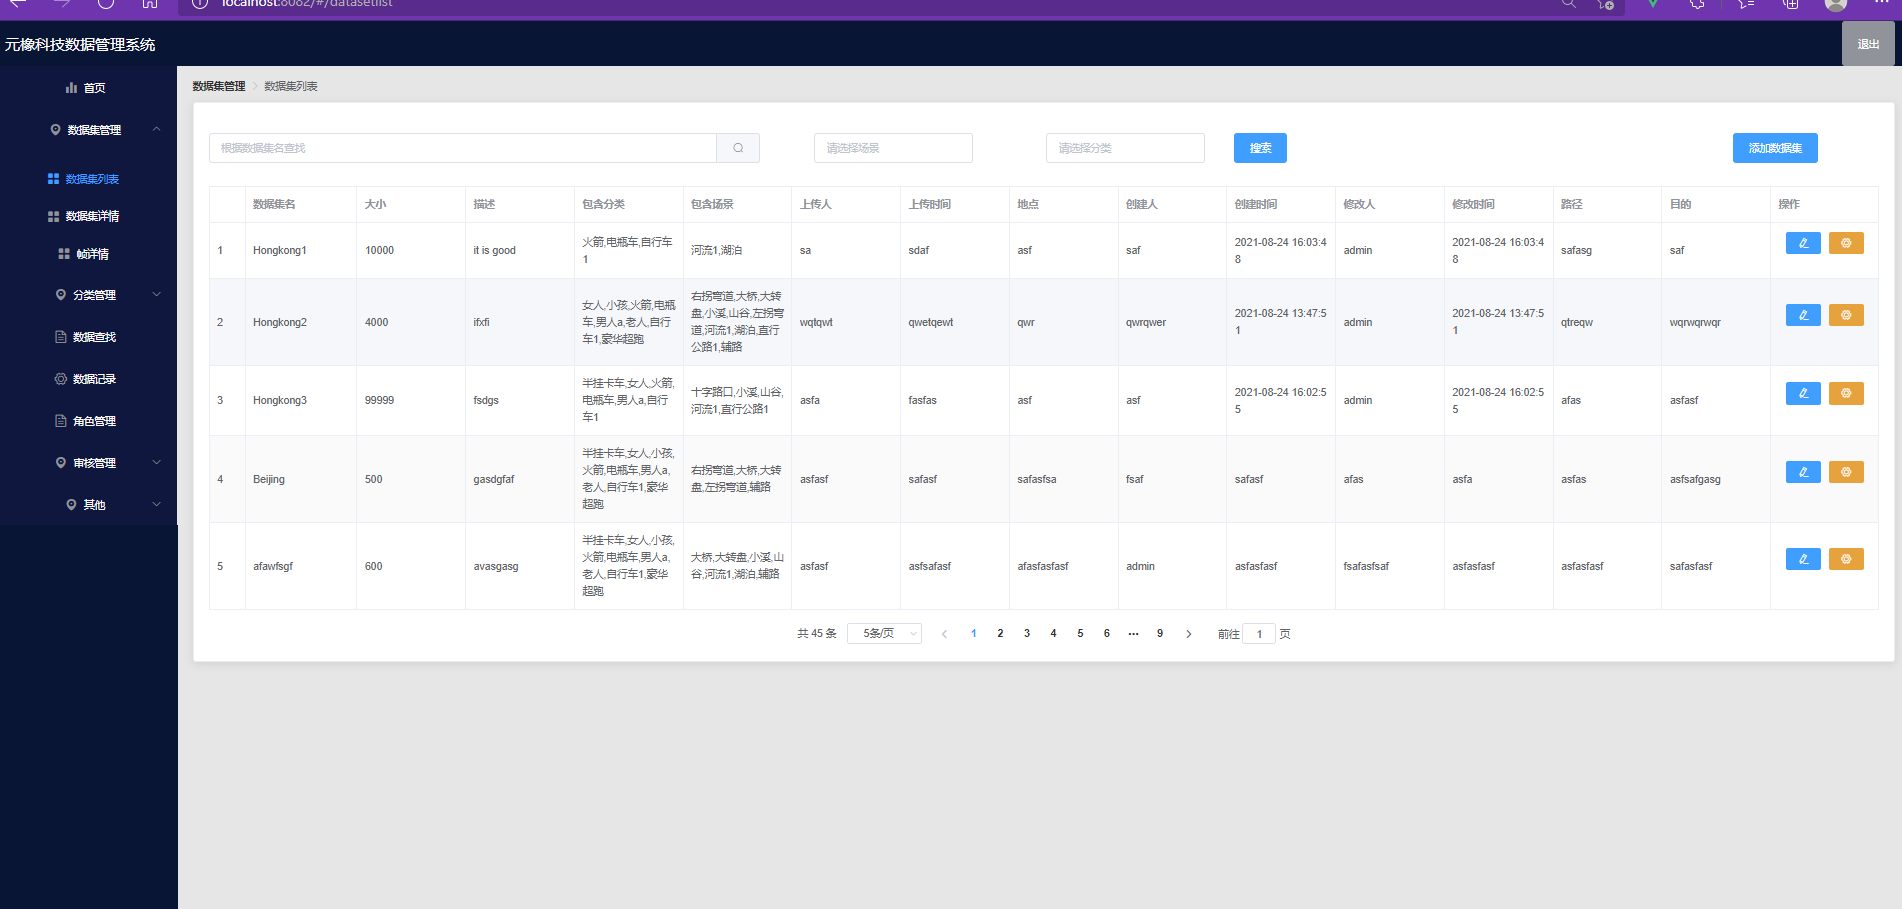 localhost:8082/#/datasetlist
元橡科技数据管理系统
退出
首页
数据集管理
数据集列表
数据集详情
帧详情
分类管理
数据查找
数据记录
角色管理
审核管理
其他
数据集管理 > 数据集列表
根据数据集名查找 请选择场景 请选择分类 搜索 添加数据集
数据集名 大小 描述 包含分类 包含场景 上传人 上传时间 地点 创建人 创建时间 修改人 修改时间 路径 目的 操作
1 Hongkong1 10000 it is good 火箭,电瓶车,自行车1 河流1,湖泊 sa sdaf asf saf 2021-08-24 16:03:48 admin 2021-08-24 16:03:48 safasg saf
2 Hongkong2 4000 ifxfi 女人,小孩,火箭,电瓶车,男人a,老人,自行车1,豪华超跑 右拐弯道,大桥,大转盘,小溪,山谷,左拐弯道,河流1,湖泊,直行公路1,辅路 wqtqwt qwetqewt qwr qwrqwer 2021-08-24 13:47:51 admin 2021-08-24 13:47:51 qtreqw wqrwqrwqr
3 Hongkong3 99999 fsdgs 半挂卡车,女人,火箭,电瓶车,男人a,自行车1 十字路口,小溪,山谷,河流1,直行公路1 asfa fasfas asf asf 2021-08-24 16:02:55 admin 2021-08-24 16:02:55 afas asfasf
4 Beijing 500 gasdgfaf 半挂卡车,女人,小孩,火箭,电瓶车,男人a,老人,自行车1,豪华超跑 右拐弯道,大桥,大转盘,左拐弯道,辅路 asfasf safasf safasfsa fsaf safasf afas asfa asfas asfsafgasg
5 afawfsgf 600 avasgasg 半挂卡车,女人,小孩,火箭,电瓶车,男人a,老人,自行车1,豪华超跑 大桥,大转盘,小溪,山谷,河流1,湖泊,辅路 asfasf asfsafasf afasfasfasf admin asfasfasf fsafasfsaf asfasfasf asfasfasf safasfasf
共 45 条 5条/页 < 1 2 3 4 5 6 ••• 9 > 前往 1 页